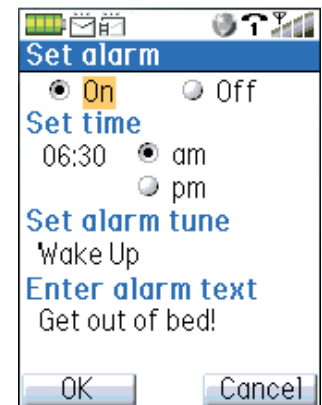 1
Set alarm
On Off
Set time
06:30 am
pm
Set alarm tune
Wake Up
Enter alarm text
Get out of bed!
OK Cancel